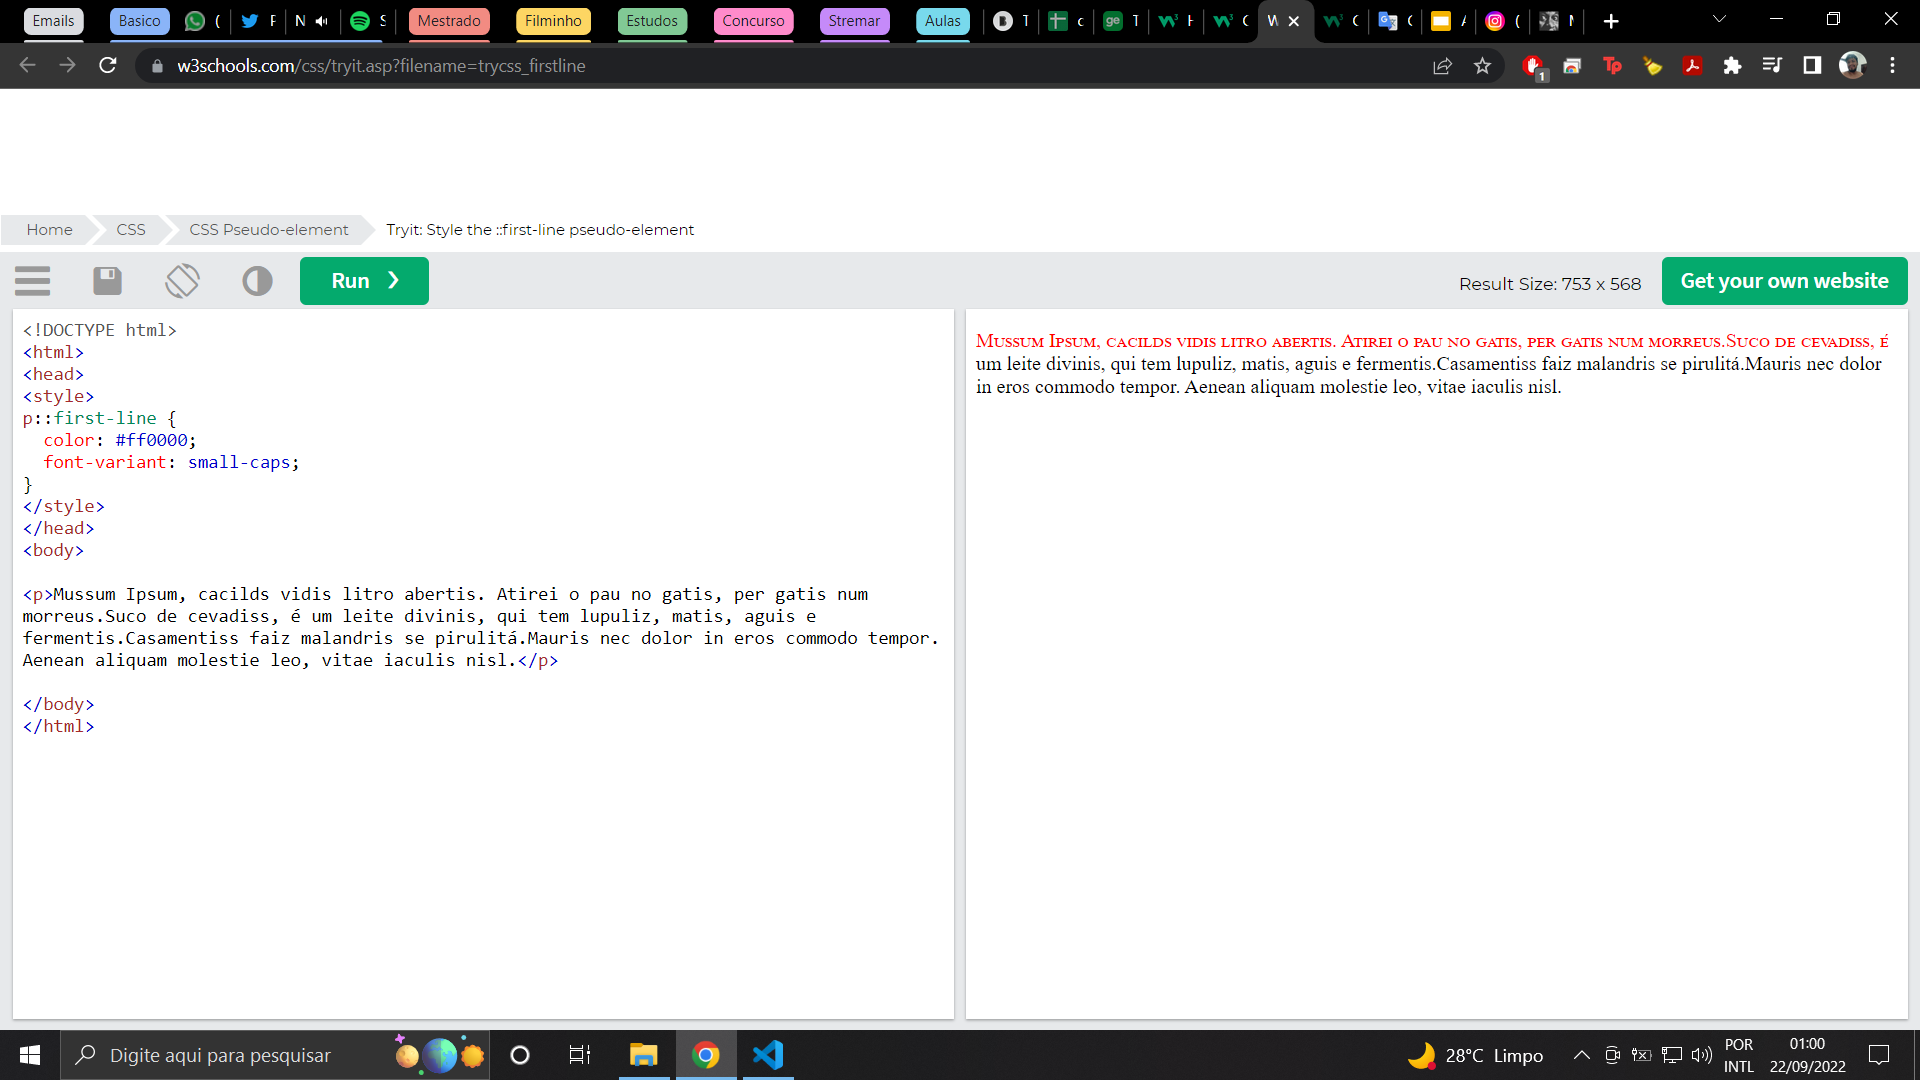 Emails
Basico
Mestrado
Filminho
Estudos
Concurso
Stremar
Aulas
w3schools.com/css/tryit.asp?filename=trycss_firstline
1
Home
CSS
CSS Pseudo-element
Tryit: Style the ::first-line pseudo-element
Run ❯
Result Size: 753 x 568
Get your own website
<!DOCTYPE html>
<html>
<head>
<style>
p::first-line {
  color: #ff0000;
  font-variant: small-caps;
}
</style>
</head>
<body>
<p>Mussum Ipsum, cacilds vidis litro abertis. Atirei o pau no gatis, per gatis num
morreus.Suco de cevadiss, é um leite divinis, qui tem lupuliz, matis, aguis e
fermentis.Casamentiss faiz malandris se pirulitá.Mauris nec dolor in eros commodo tempor.
Aenean aliquam molestie leo, vitae iaculis nisl.</p>
</body>
</html>
Mussum Ipsum, cacilds vidis litro abertis. Atirei o pau no gatis, per gatis num morreus.Suco de cevadiss, é
um leite divinis, qui tem lupuliz, matis, aguis e fermentis.Casamentiss faiz malandris se pirulitá.Mauris nec dolor
in eros commodo tempor. Aenean aliquam molestie leo, vitae iaculis nisl.
Digite aqui para pesquisar
28°C Limpo
POR
INTL
01:00
22/09/2022